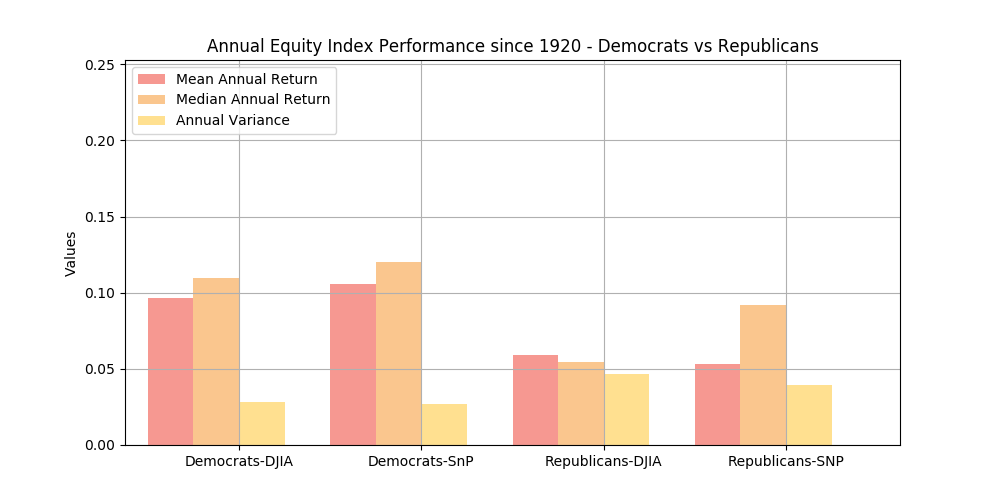 Annual Equity Index Performance since 1920 - Democrats vs Republicans
Mean Annual Return
Median Annual Return
Annual Variance
Values
0.25
0.20
0.15
0.10
0.05
0.00
Democrats-DJIA
Democrats-SnP
Republicans-DJIA
Republicans-SNP